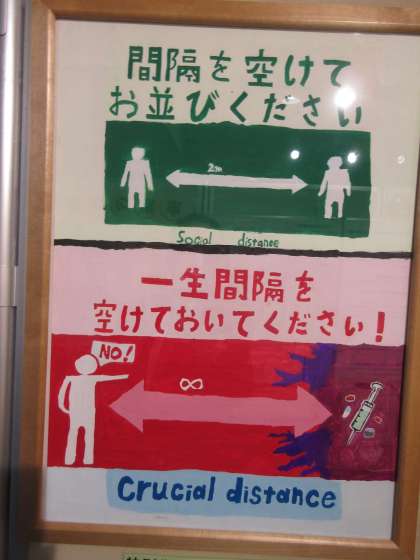 間隔を空けて
お並びください
2m
Social distance
一生間隔を
空けておいてください!
NO!
∞
Crucial distance